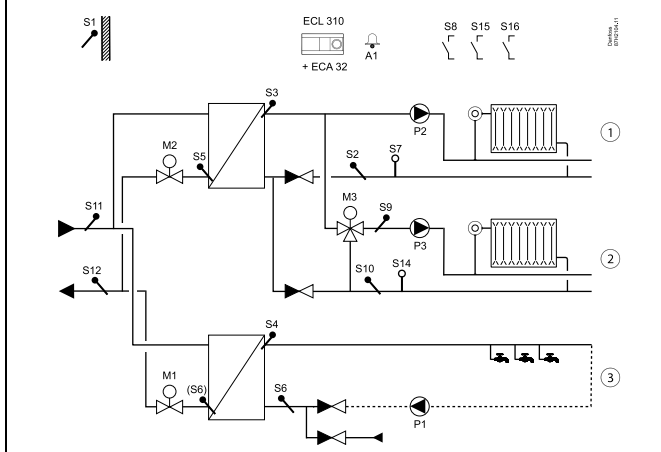 S1
ECL 310
+ ECA 32
A1
S8 S15 S16
Danfoss
87H2104.11
S3
P2
1
M2
S5
S2
S7
M3
S9
S11
P3
2
S12
S10
S14
S4
M1
(S6)
S6
3
P1